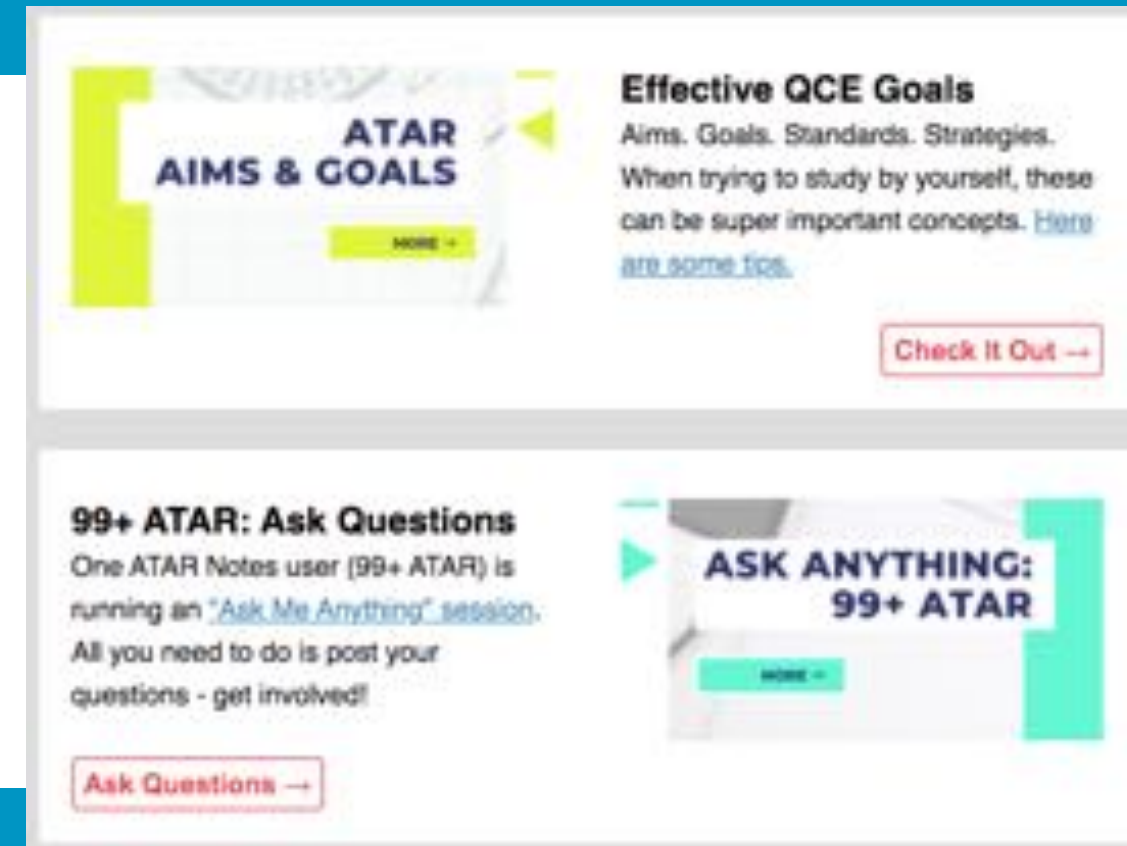 ATAR
AIMS & GOALS
MORE →
Effective QCE Goals
Aims. Goals. Standards. Strategies.
When trying to study by yourself, these
can be super important concepts. Here
are some tips.
Check It Out →
99+ ATAR: Ask Questions
One ATAR Notes user (99+ ATAR) is
running an "Ask Me Anything" session.
All you need to do is post your
questions - get involved!
Ask Questions →
ASK ANYTHING:
99+ ATAR
MORE →